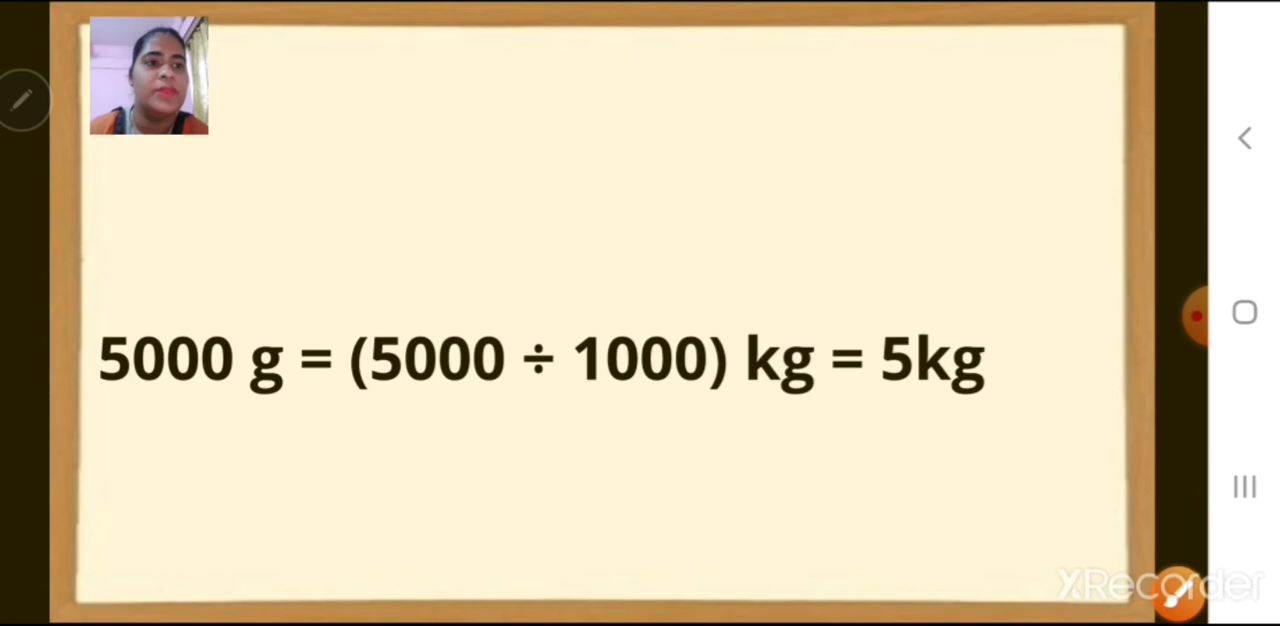 5000 g = (5000 ÷ 1000) kg = 5kg
XRecorder